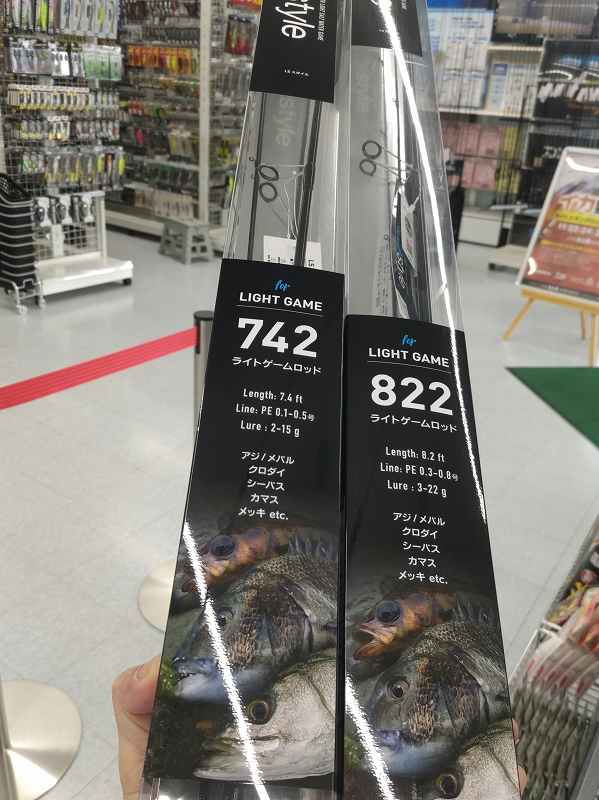 style
LS スタイル
for
LIGHT GAME
742
ライトゲームロッド
Length: 7.4 ft
Line: PE 0.1-0.5号
Lure : 2-15 g
アジ / メバル
クロダイ
シーバス
カマス
メッキ etc.
for
LIGHT GAME
822
ライトゲームロッド
Length: 8.2 ft
Line: PE 0.3-0.8号
Lure : 3-22 g
アジ / メバル
クロダイ
シーバス
カマス
メッキ etc.